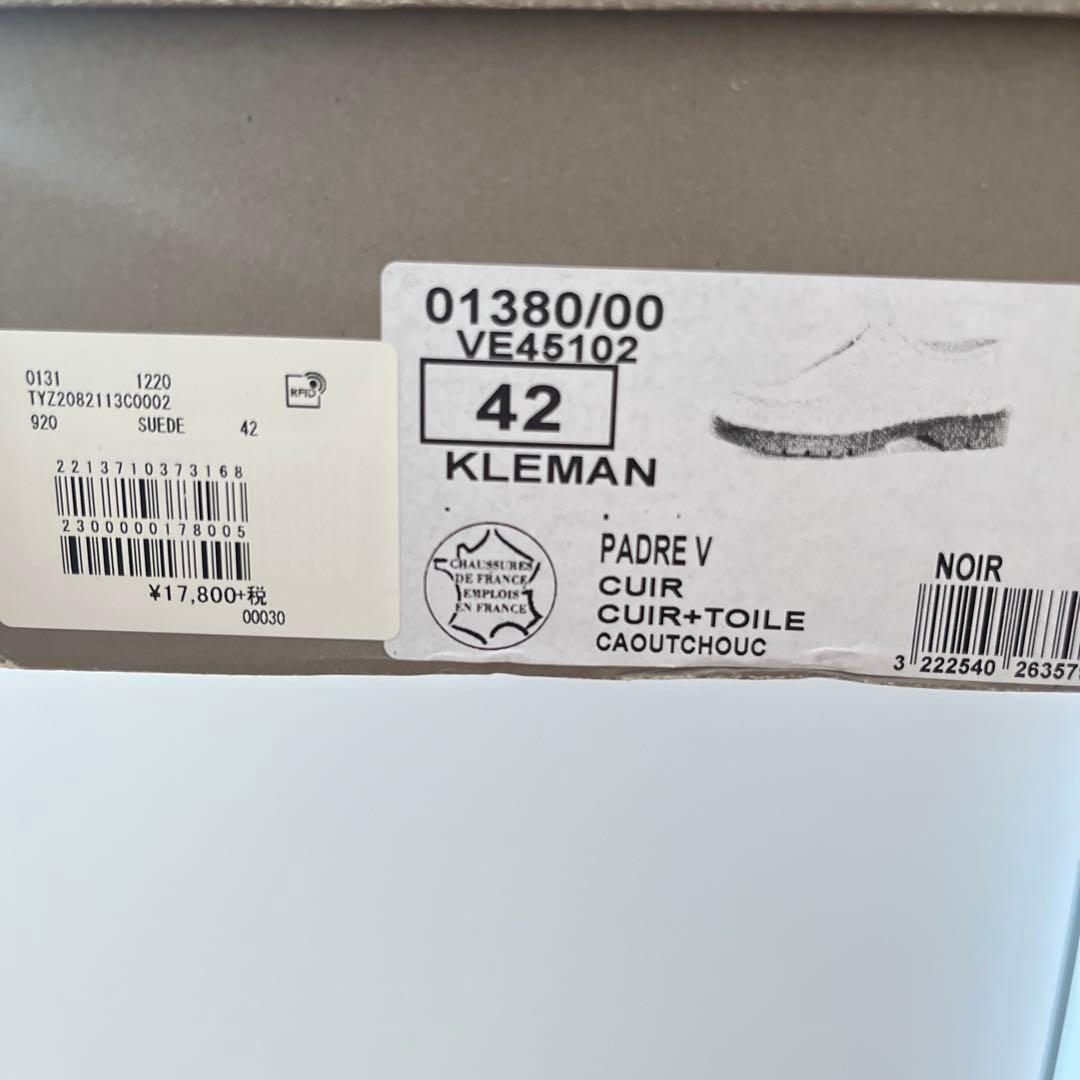 0131 1220
TYZ2082113C0002
920 SUEDE 42
RFID
2213710373168
2300000178005
¥17,800+税
00030
01380/00
VE45102
42
KLEMAN
CHAUSSURES
DE FRANCE
EMPLOIS
EN FRANCE
PADRE V
CUIR
CUIR+TOILE
CAOUTCHOUC
NOIR
3 222540 26357